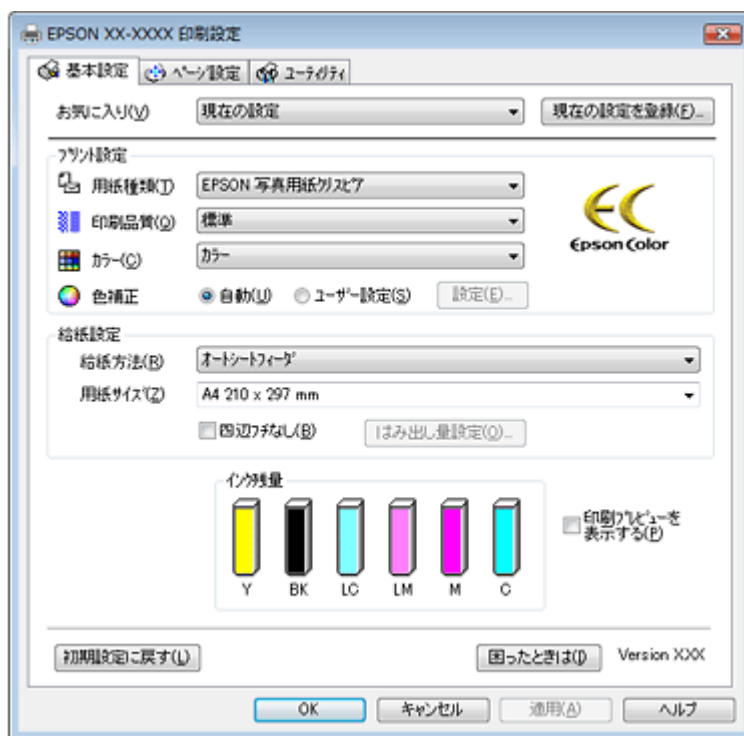 EPSON XX-XXXX 印刷設定
基本設定 ページ設定 ユーティリティ
お気に入り(V) 現在の設定 現在の設定を登録(F)...
プリント設定
用紙種類(T) EPSON 写真用紙クリスピア
印刷品質(Q) 標準
カラー(C) カラー
Epson Color
色補正 自動(U) ユーザー設定(S) 設定(E)...
給紙設定
給紙方法(R) オートシートフィーダ
用紙サイズ(Z) A4 210 x 297 mm
四辺フチなし(B) はみ出し量設定(O)...
インク残量
Y BK LC LM M C
印刷プレビューを
表示する(P)
初期設定に戻す(L) 困ったときは(I) Version XXX
OK キャンセル 適用(A) ヘルプ